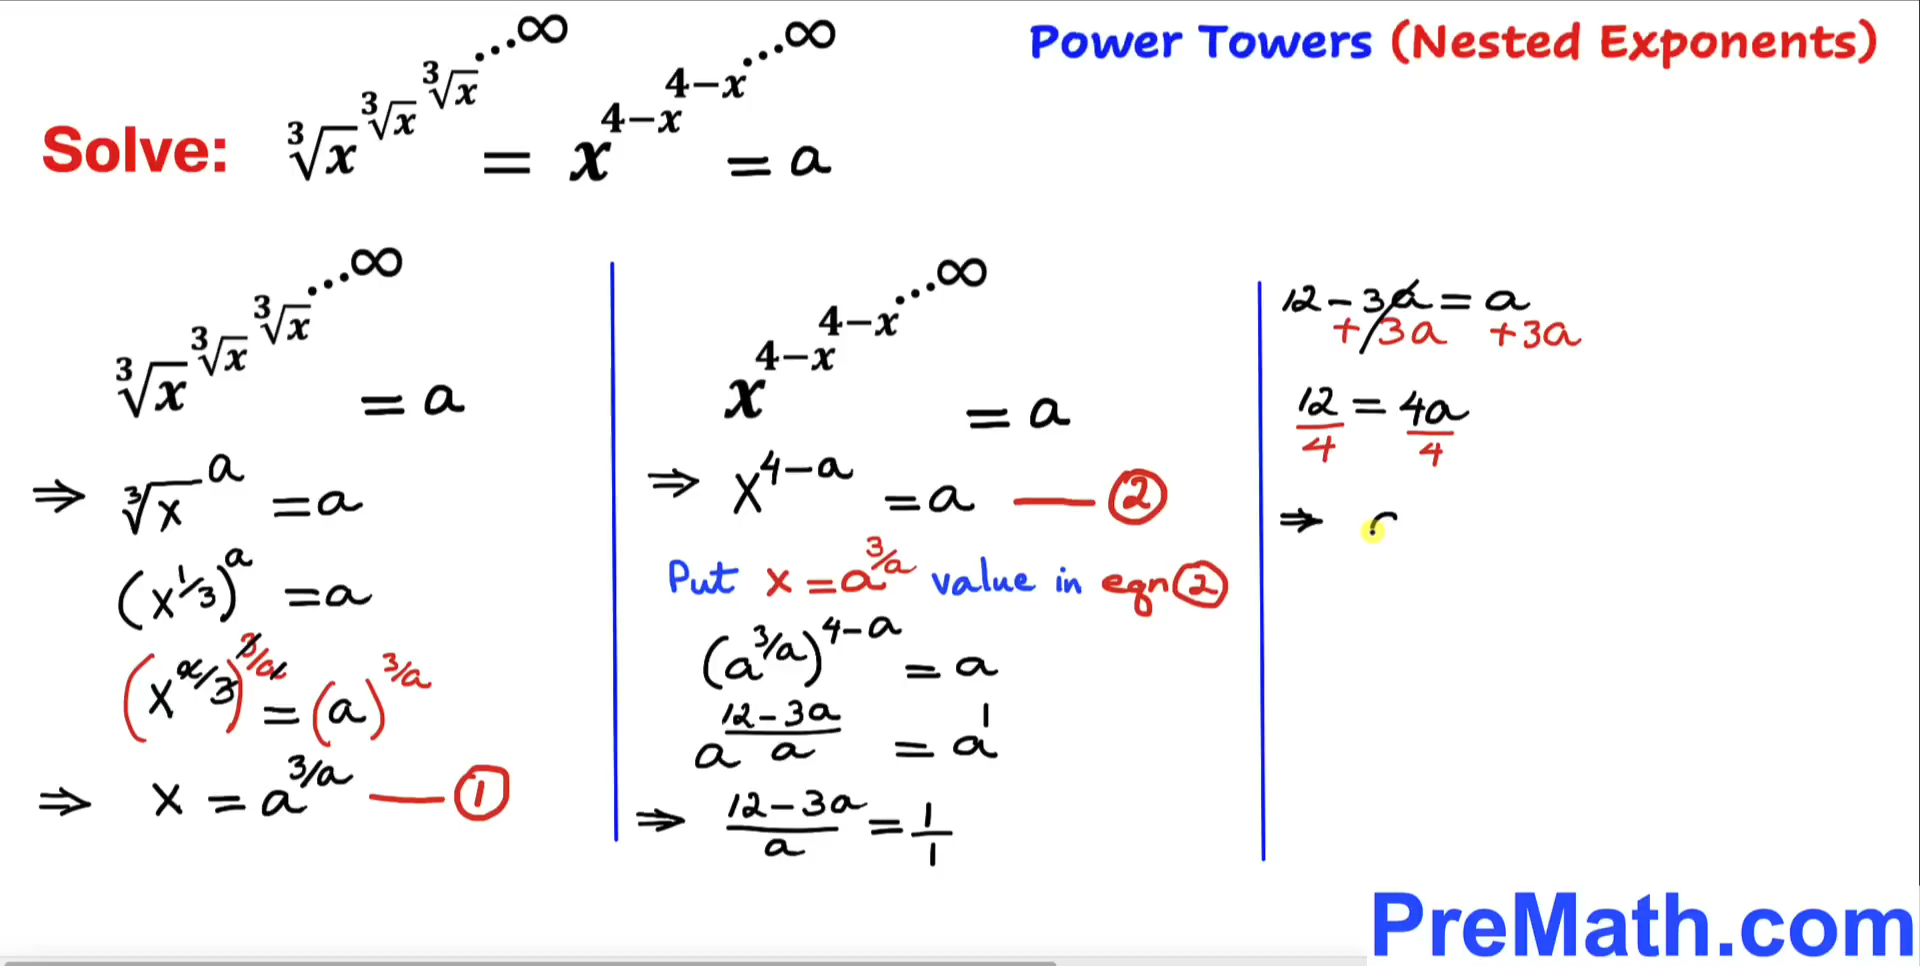 Power Towers (Nested Exponents)
Solve: ∛x^∛x^∛x^...∞ = x^4−x^4−x^...∞ = a
∛x^∛x^∛x^...∞ = a
⇒ ∛x^a = a
(x^1/3)^a = a
(x^a/3)^3/a = (a)^3/a
⇒ x = a^3/a — ①
x^4−x^4−x^...∞ = a
⇒ x^4−a = a — ②
Put x = a^3/a value in eqn ②
(a^3/a)^4−a = a
a^(12−3a)/a = a^1
⇒ (12−3a)/a = 1/1
12 − 3a = a
+ 3a +3a
12/4 = 4a/4
⇒
PreMath.com